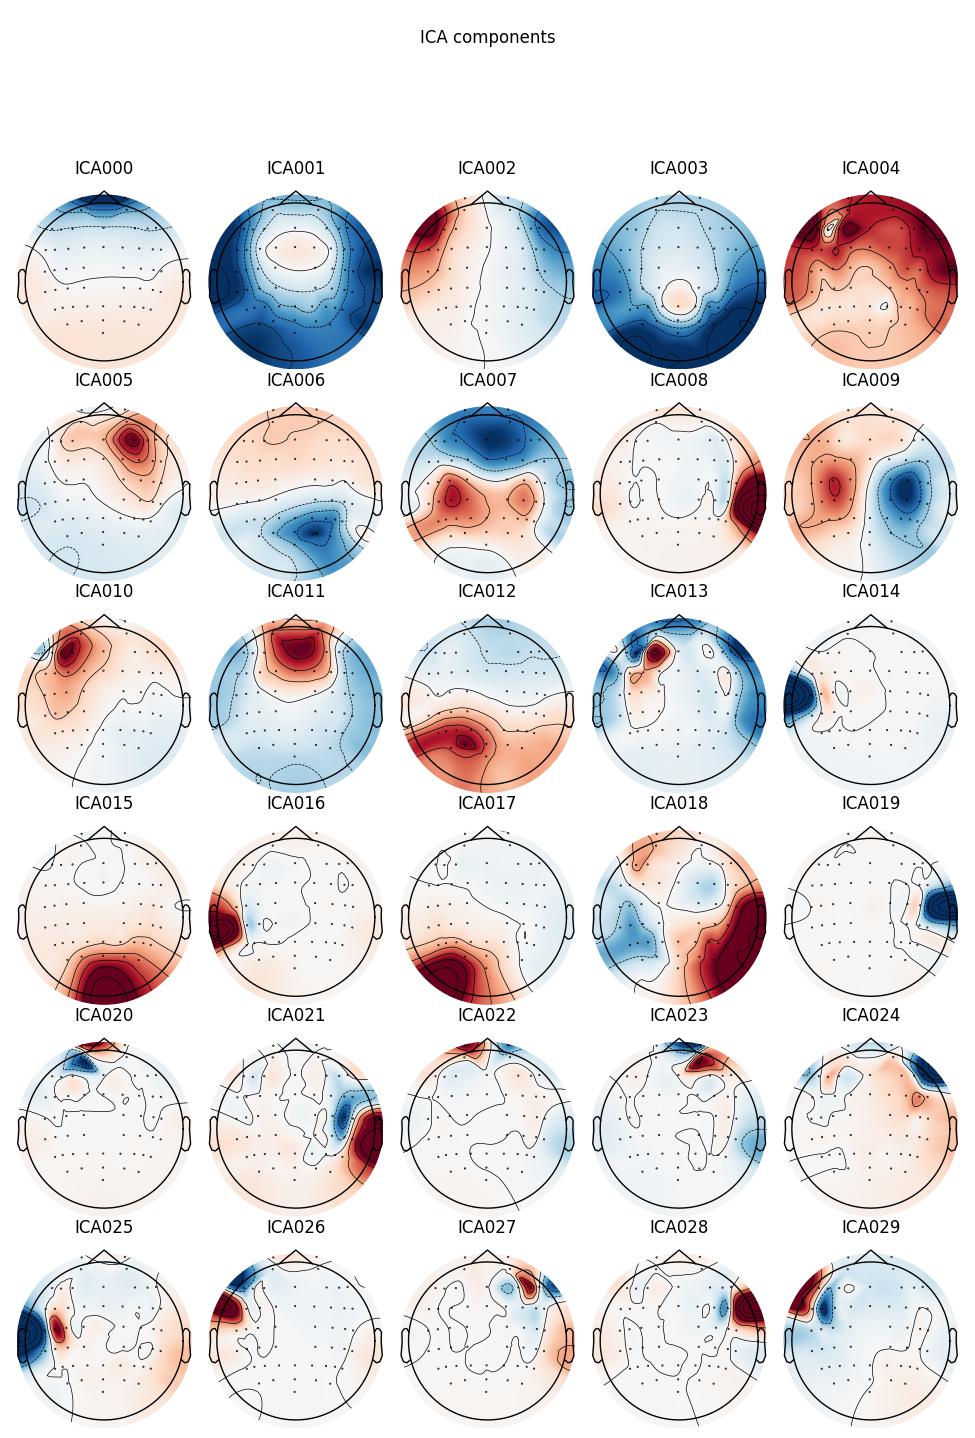 ICA components
ICA000 ICA001 ICA002 ICA003 ICA004
ICA005 ICA006 ICA007 ICA008 ICA009
ICA010 ICA011 ICA012 ICA013 ICA014
ICA015 ICA016 ICA017 ICA018 ICA019
ICA020 ICA021 ICA022 ICA023 ICA024
ICA025 ICA026 ICA027 ICA028 ICA029